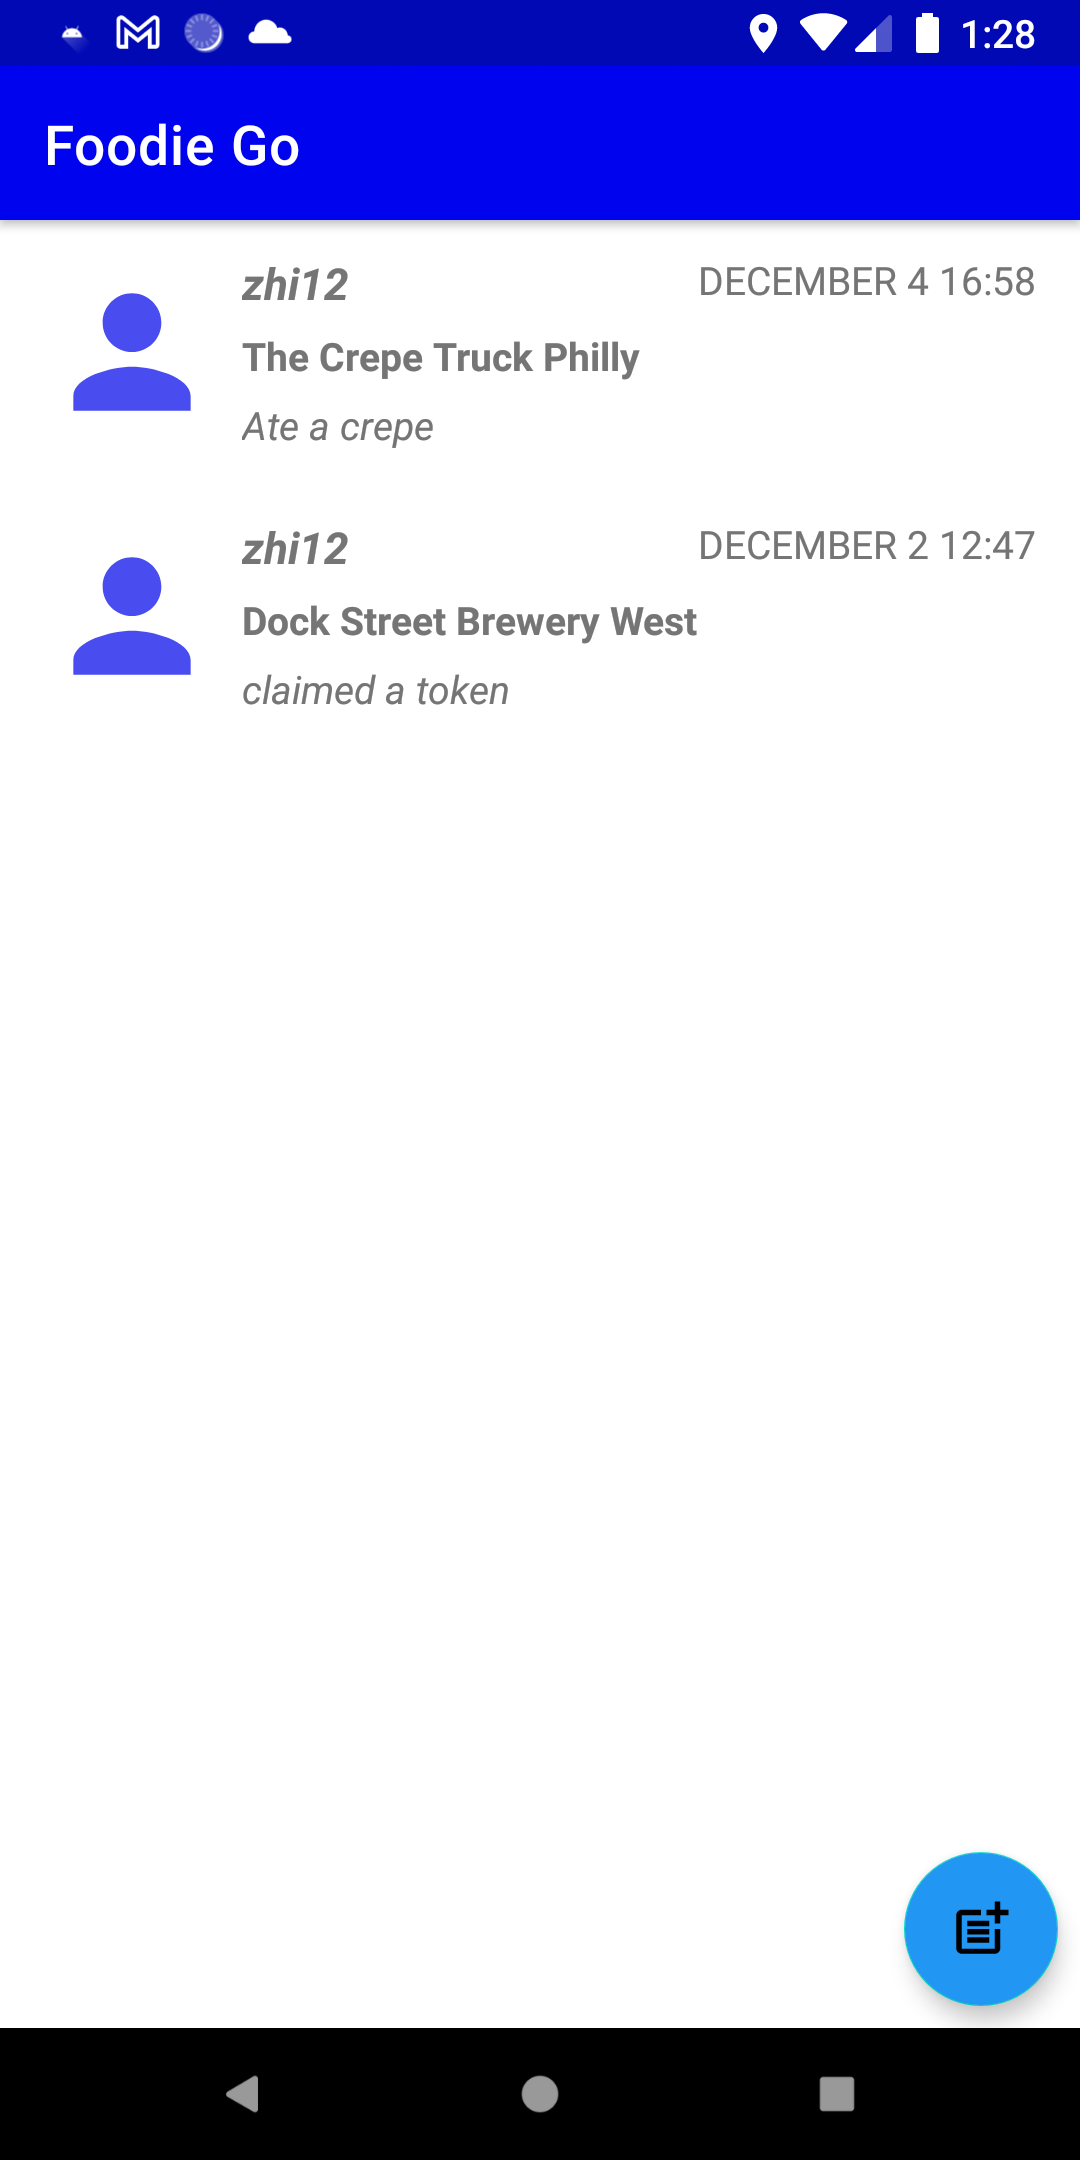 1:28
Foodie Go
zhi12 DECEMBER 4 16:58
The Crepe Truck Philly
Ate a crepe
zhi12 DECEMBER 2 12:47
Dock Street Brewery West
claimed a token